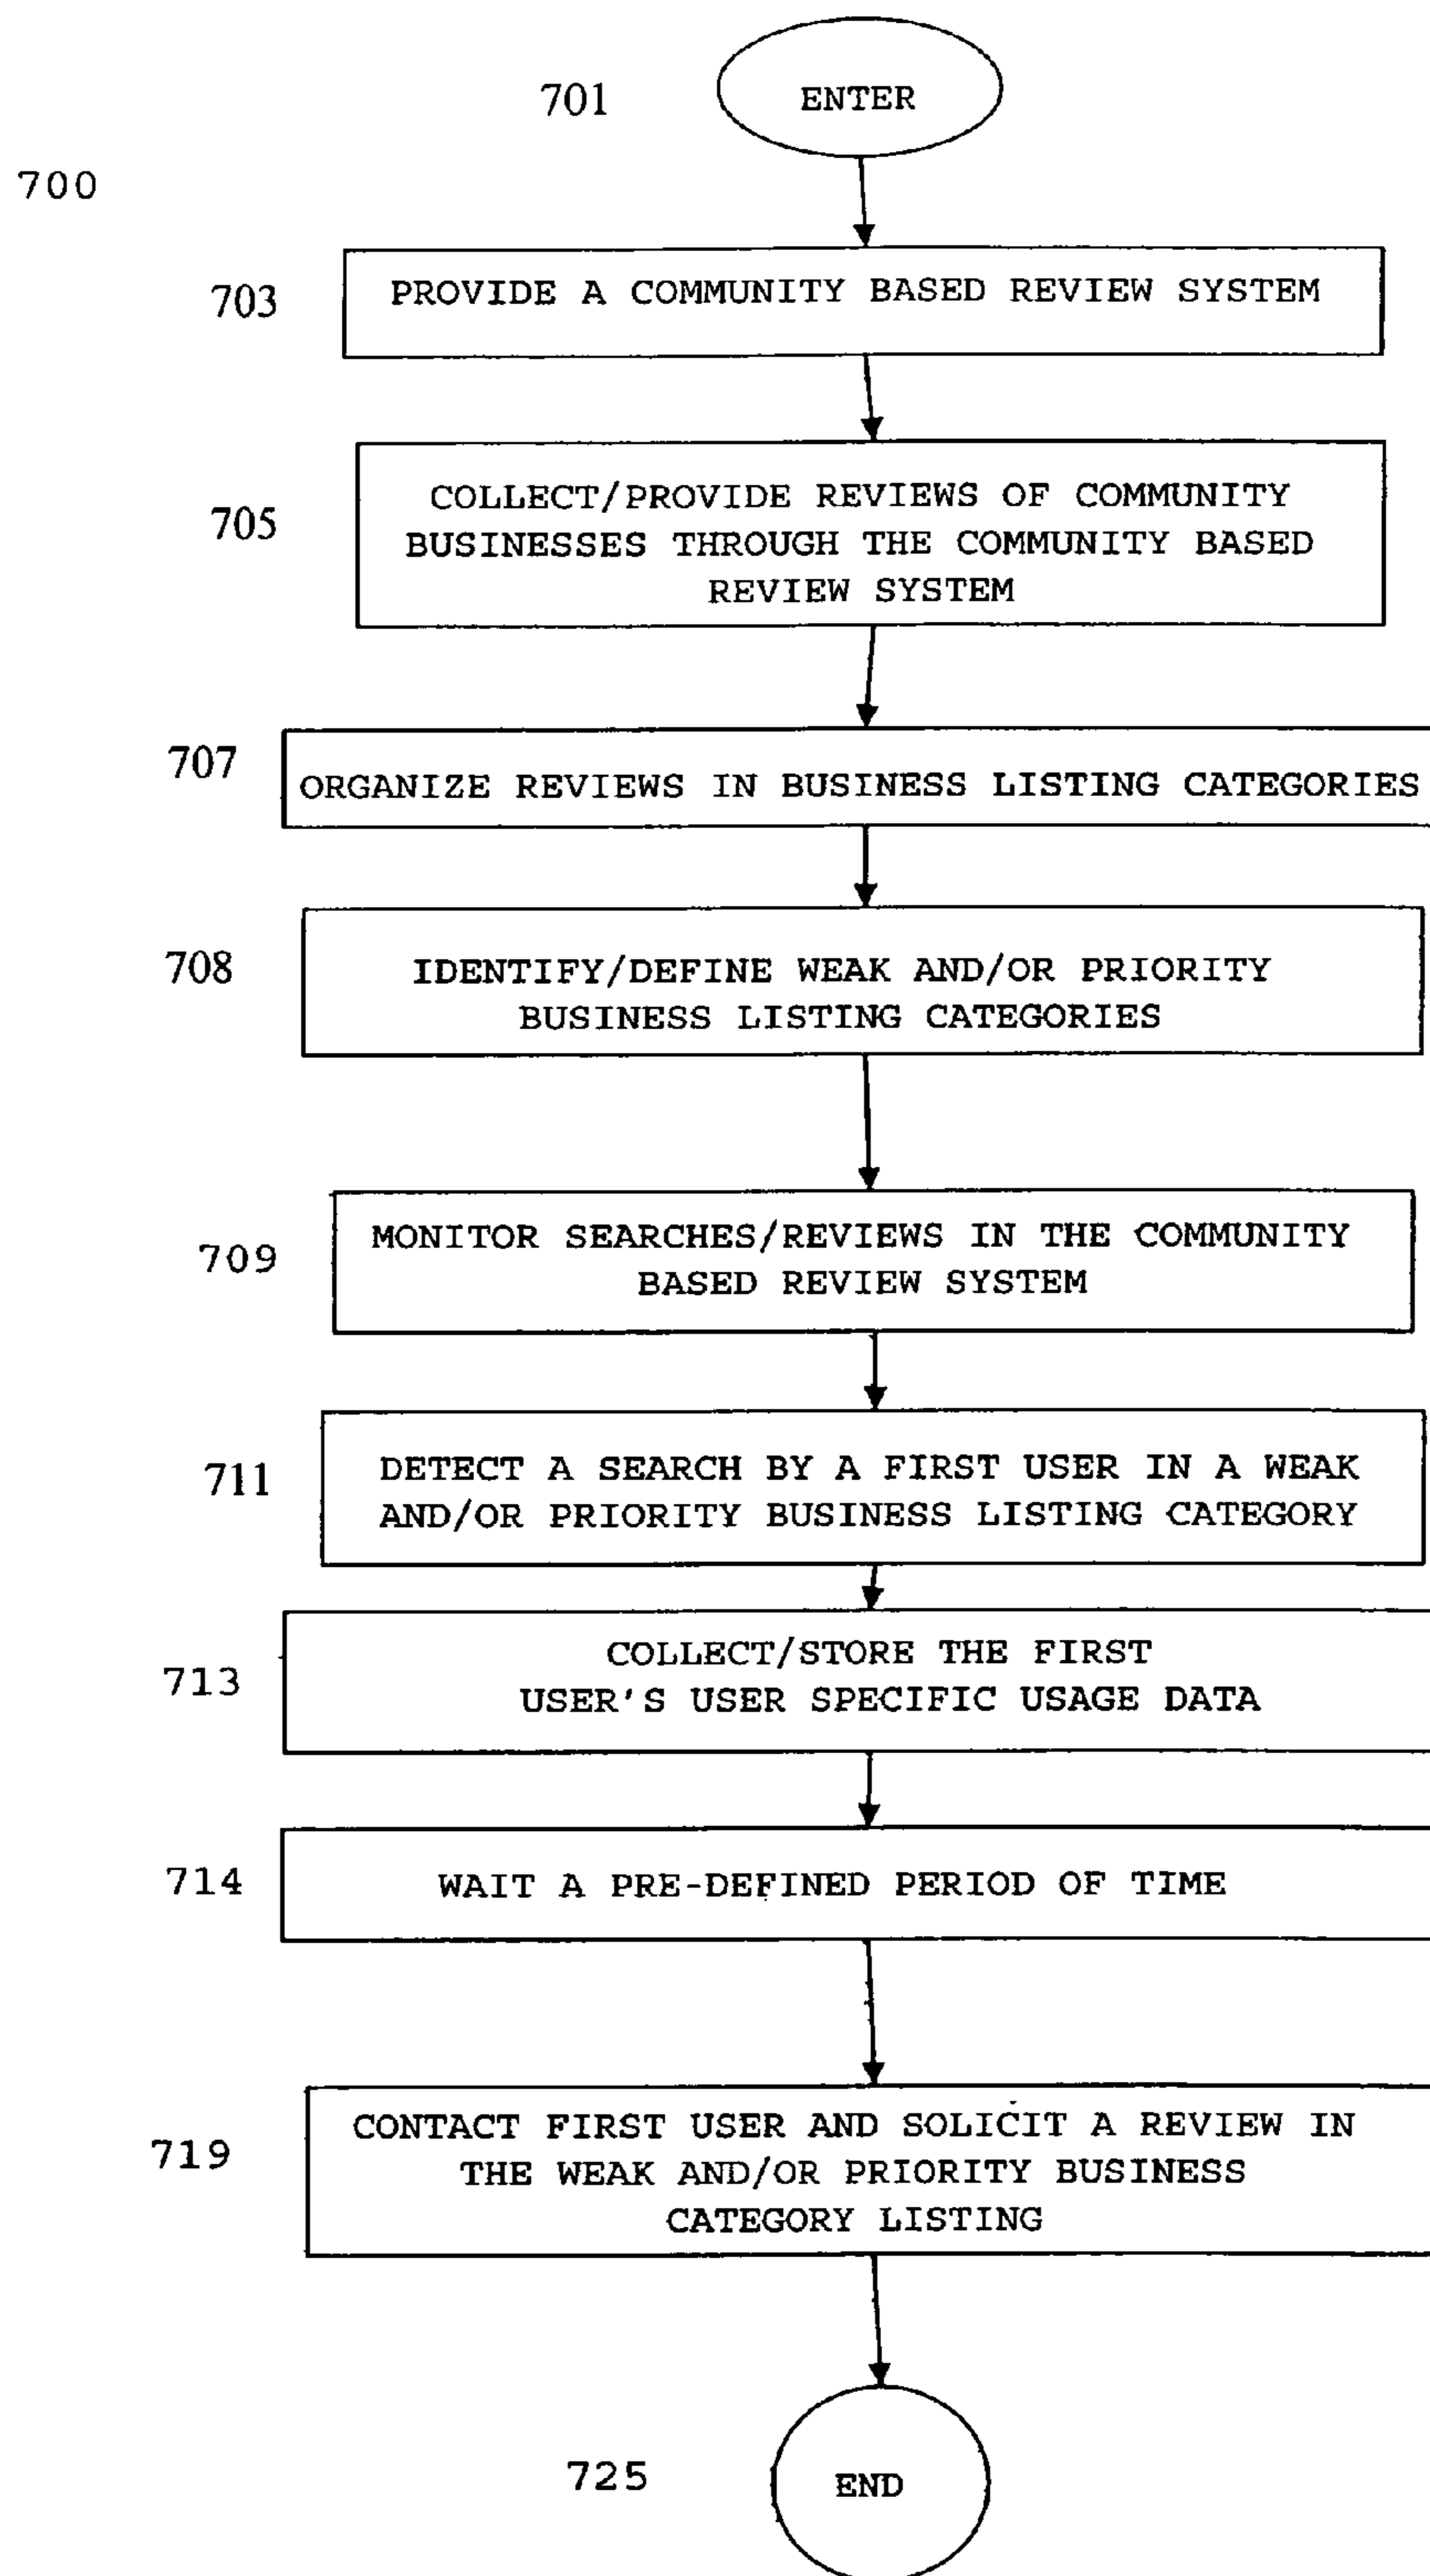 701
ENTER
700
703
PROVIDE A COMMUNITY BASED REVIEW SYSTEM
705
COLLECT/PROVIDE REVIEWS OF COMMUNITY
BUSINESSES THROUGH THE COMMUNITY BASED
REVIEW SYSTEM
707
ORGANIZE REVIEWS IN BUSINESS LISTING CATEGORIES
708
IDENTIFY/DEFINE WEAK AND/OR PRIORITY
BUSINESS LISTING CATEGORIES
709
MONITOR SEARCHES/REVIEWS IN THE COMMUNITY
BASED REVIEW SYSTEM
711
DETECT A SEARCH BY A FIRST USER IN A WEAK
AND/OR PRIORITY BUSINESS LISTING CATEGORY
713
COLLECT/STORE THE FIRST
USER'S USER SPECIFIC USAGE DATA
714
WAIT A PRE-DEFINED PERIOD OF TIME
719
CONTACT FIRST USER AND SOLICIT A REVIEW IN
THE WEAK AND/OR PRIORITY BUSINESS
CATEGORY LISTING
725
END